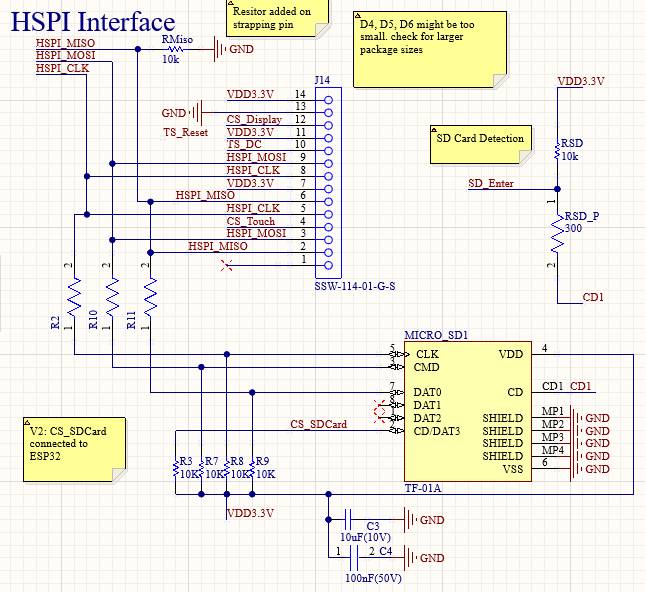 HSPI Interface
Resitor added on
strapping pin
D4, D5, D6 might be too
small. check for larger
package sizes
HSPI_MISO
HSPI_MOSI
HSPI_CLK
RMiso
10k
GND
J14
VDD3.3V 14
GND 13
TS_Reset
CS_Display 12
VDD3.3V 11
TS_DC 10
HSPI_MOSI 9
HSPI_CLK 8
VDD3.3V 7
HSPI_MISO 6
HSPI_CLK 5
CS_Touch 4
HSPI_MOSI 3
HSPI_MISO 2
1
SSW-114-01-G-S
SD Card Detection
VDD3.3V
RSD
10k
SD_Enter
1
RSD_P
300
2
CD1
2 2 2
R2 R10 R11
1 1 1
MICRO_SD1
5 CLK VDD 4
3 CMD
7 DAT0 CD CD1 CD1
DAT1
DAT2
CD/DAT3
SHIELD MP1 GND
SHIELD MP2 GND
SHIELD MP3 GND
SHIELD MP4 GND
VSS 6 GND
TF-01A
CS_SDCard
V2: CS_SDCard
connected to
ESP32
R3 R7 R8 R9
10K 10K 10K 10K
VDD3.3V
C3
10uF(10V)
GND
1 2 C4
100nF(50V)
GND